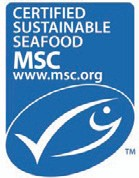 CERTIFIED
SUSTAINABLE
SEAFOOD
MSC
www.msc.org
TM